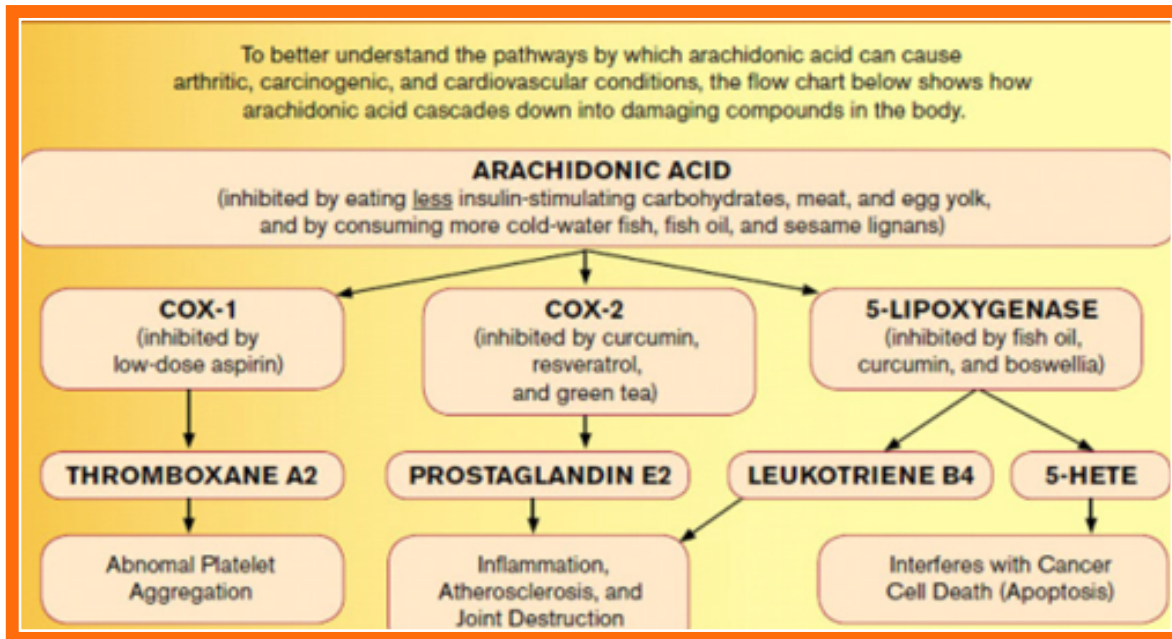 To better understand the pathways by which arachidonic acid can cause
arthritic, carcinogenic, and cardiovascular conditions, the flow chart below shows how
arachidonic acid cascades down into damaging compounds in the body.
ARACHIDONIC ACID
(inhibited by eating less insulin-stimulating carbohydrates, meat, and egg yolk,
and by consuming more cold-water fish, fish oil, and sesame lignans)
COX-1
(inhibited by
low-dose aspirin)
COX-2
(inhibited by curcumin,
resveratrol,
and green tea)
5-LIPOXYGENASE
(inhibited by fish oil,
curcumin, and boswellia)
THROMBOXANE A2
PROSTAGLANDIN E2
LEUKOTRIENE B4
5-HETE
Abnomal Platelet
Aggregation
Inflammation,
Atherosclerosis, and
Joint Destruction
Interferes with Cancer
Cell Death (Apoptosis)